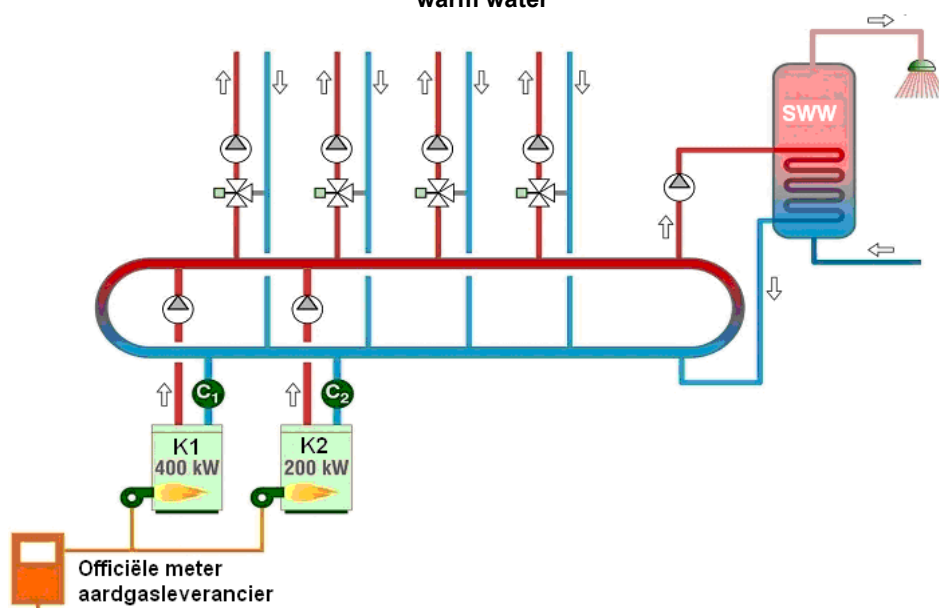 warm water
SWW
C1
C2
K1
400 kW
K2
200 kW
Officiële meter
aardgasleverancier